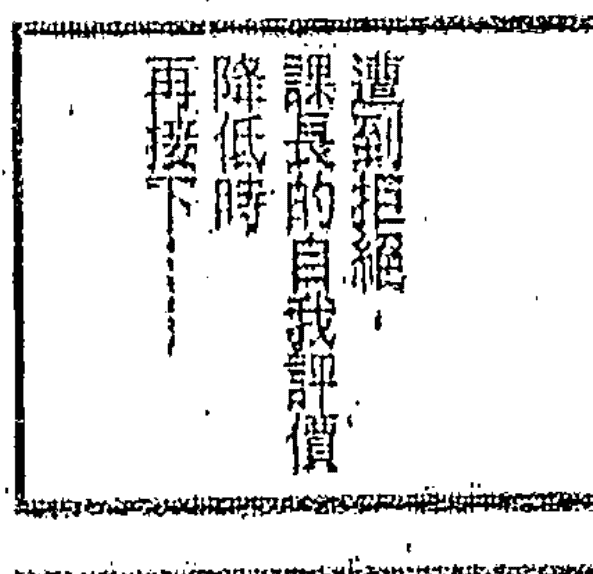 遭到拒絕，
課長的自我評價
降低時
再接下——